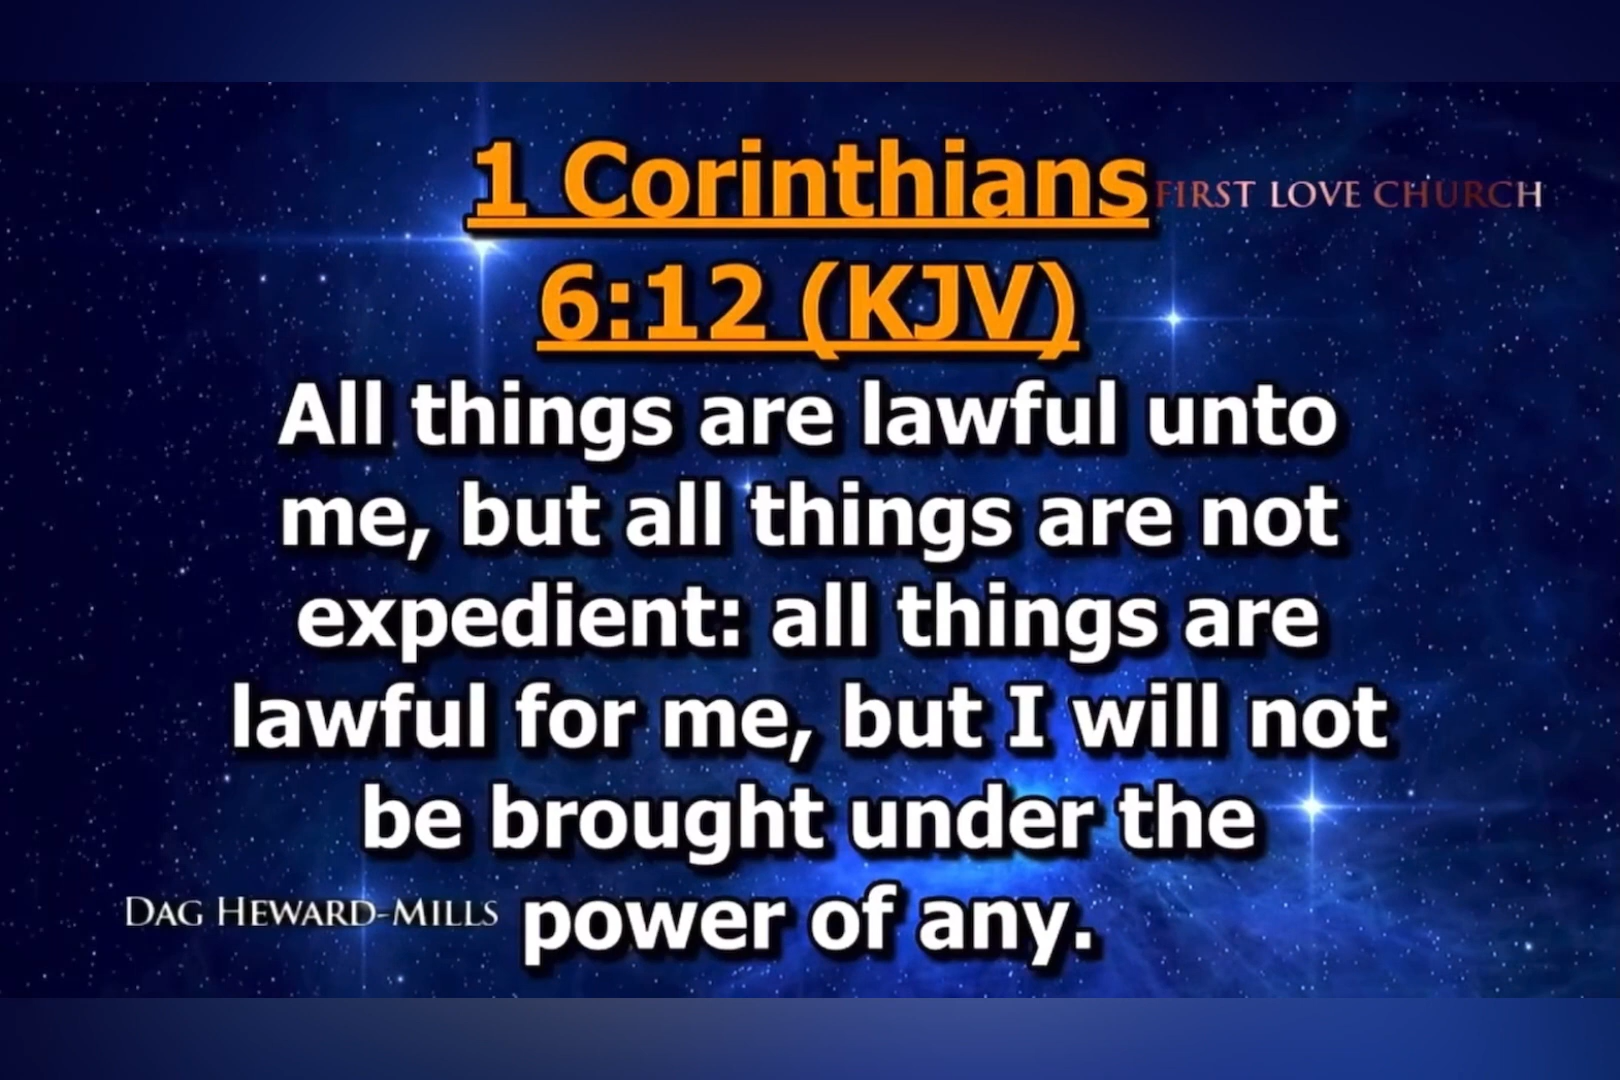 1 Corinthians
FIRST LOVE CHURCH
6:12 (KJV)
All things are lawful unto
me, but all things are not
expedient: all things are
lawful for me, but I will not
be brought under the
power of any.
DAG HEWARD-MILLS